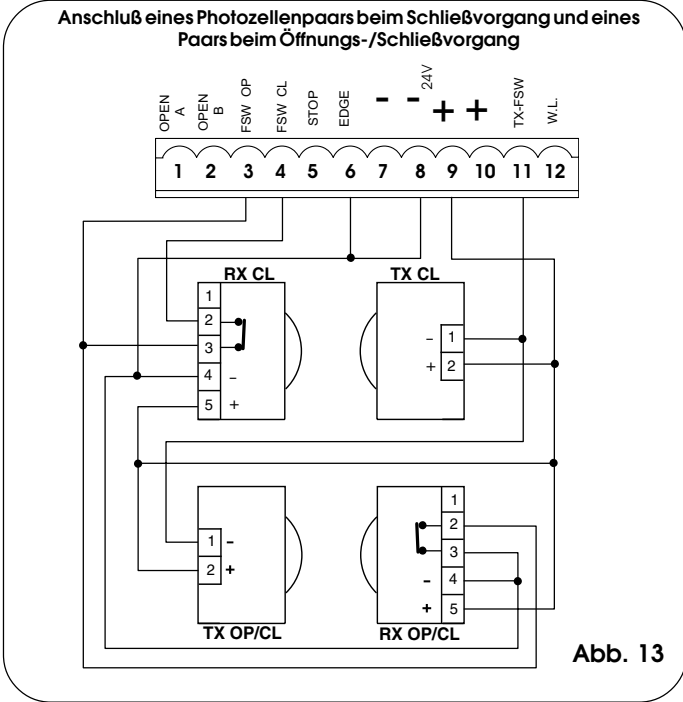 Anschluß eines Photozellenpaars beim Schließvorgang und eines
Paars beim Öffnungs-/Schließvorgang
OPEN A
OPEN B
FSW OP
FSW CL
STOP
EDGE
-
-
24V
+
+
TX-FSW
W.L.
1 2 3 4 5 6 7 8 9 10 11 12
RX CL
1
2
3
4 -
5 +
TX CL
- 1
+ 2
1 -
2 +
TX OP/CL
1
2
3
- 4
+ 5
RX OP/CL
Abb. 13